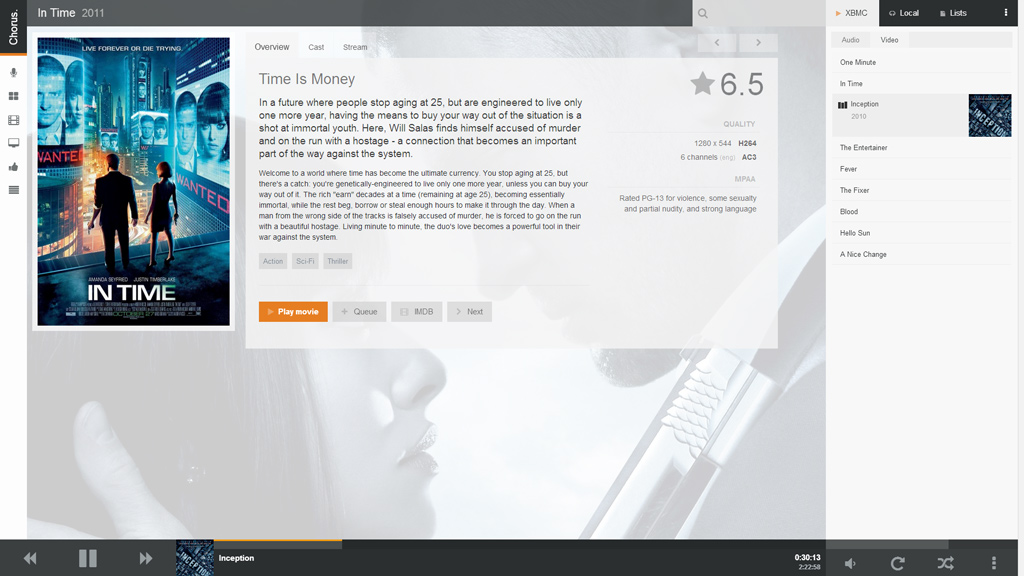 Chorus.
In Time 2011
XBMC
Local
Lists
Audio
Video
One Minute
In Time
Inception
2010
The Entertainer
Fever
The Fixer
Blood
Hello Sun
A Nice Change
LIVE FOREVER OR DIE TRYING
WANTED
WANTED
AMANDA SEYFRIED JUSTIN TIMBERLAKE
IN TIME
Overview
Cast
Stream
Time Is Money
6.5
In a future where people stop aging at 25, but are engineered to live only
one more year, having the means to buy your way out of the situation is a
shot at immortal youth. Here, Will Salas finds himself accused of murder
and on the run with a hostage - a connection that becomes an important
part of the way against the system.
Welcome to a world where time has become the ultimate currency. You stop aging at 25, but
there's a catch: you're genetically-engineered to live only one more year, unless you can buy your
way out of it. The rich "earn" decades at a time (remaining at age 25), becoming essentially
immortal, while the rest beg, borrow or steal enough hours to make it through the day. When a
man from the wrong side of the tracks is falsely accused of murder, he is forced to go on the run
with a beautiful hostage. Living minute to minute, the duo's love becomes a powerful tool in their
war against the system.
Action
Sci-Fi
Thriller
QUALITY
1280 x 544 H264
6 channels (eng) AC3
MPAA
Rated PG-13 for violence, some sexualty
and partial nudity, and strong language
Play movie
Queue
IMDB
Next
INCEPTION
Inception
0:30:13
2:22:58